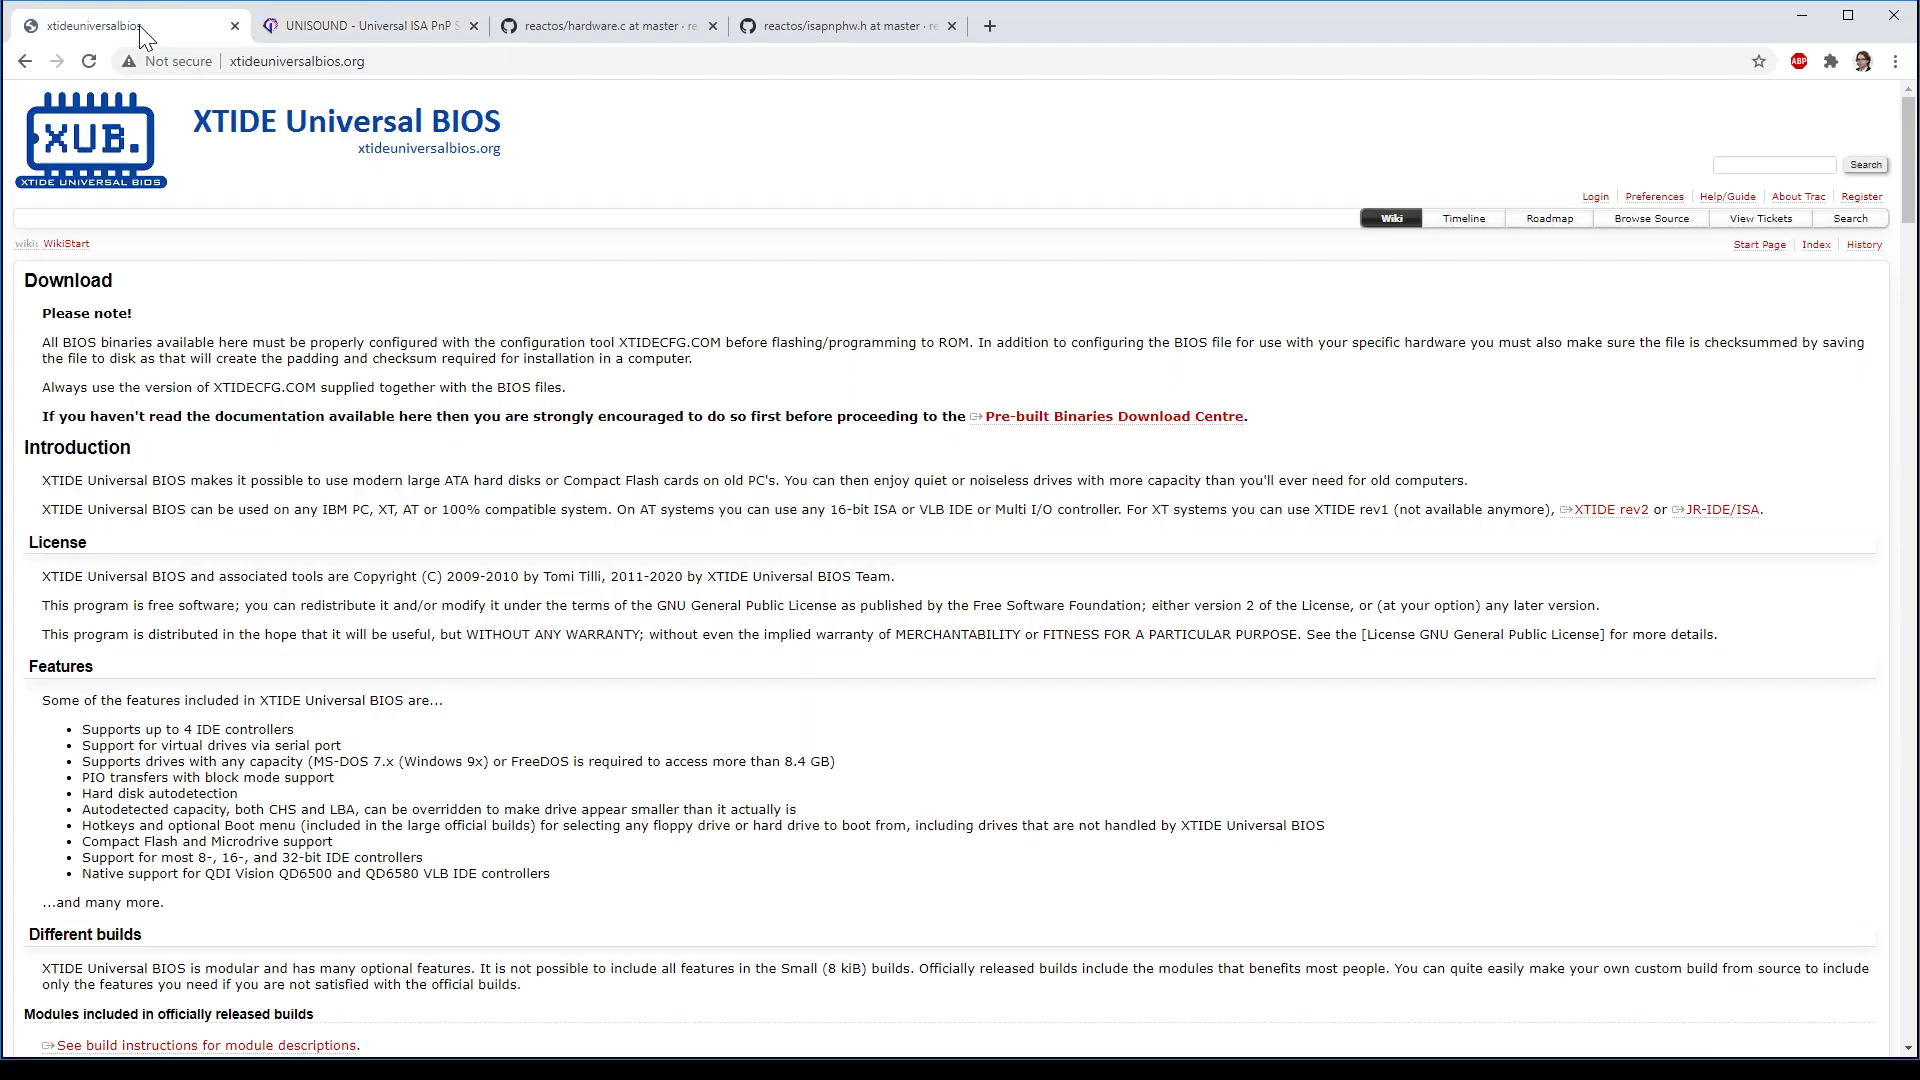 xtideuniversalbios
UNISOUND - Universal ISA PnP S
reactos/hardware.c at master · re
reactos/isapnphw.h at master · re
Not secure
xtideuniversalbios.org
ABP
XUB.
XTIDE UNIVERSAL BIOS
XTIDE Universal BIOS
xtideuniversalbios.org
Search
Login Preferences Help/Guide About Trac Register
Wiki Timeline Roadmap Browse Source View Tickets Search
wiki: WikiStart
Start Page Index History
Download
Please note!
All BIOS binaries available here must be properly configured with the configuration tool XTIDECFG.COM before flashing/programming to ROM. In addition to configuring the BIOS file for use with your specific hardware you must also make sure the file is checksummed by saving
the file to disk as that will create the padding and checksum required for installation in a computer.
Always use the version of XTIDECFG.COM supplied together with the BIOS files.
If you haven't read the documentation available here then you are strongly encouraged to do so first before proceeding to the Pre-built Binaries Download Centre.
Introduction
XTIDE Universal BIOS makes it possible to use modern large ATA hard disks or Compact Flash cards on old PC's. You can then enjoy quiet or noiseless drives with more capacity than you'll ever need for old computers.
XTIDE Universal BIOS can be used on any IBM PC, XT, AT or 100% compatible system. On AT systems you can use any 16-bit ISA or VLB IDE or Multi I/O controller. For XT systems you can use XTIDE rev1 (not available anymore), XTIDE rev2 or JR-IDE/ISA.
License
XTIDE Universal BIOS and associated tools are Copyright (C) 2009-2010 by Tomi Tilli, 2011-2020 by XTIDE Universal BIOS Team.
This program is free software; you can redistribute it and/or modify it under the terms of the GNU General Public License as published by the Free Software Foundation; either version 2 of the License, or (at your option) any later version.
This program is distributed in the hope that it will be useful, but WITHOUT ANY WARRANTY; without even the implied warranty of MERCHANTABILITY or FITNESS FOR A PARTICULAR PURPOSE. See the [License GNU General Public License] for more details.
Features
Some of the features included in XTIDE Universal BIOS are...
• Supports up to 4 IDE controllers
• Support for virtual drives via serial port
• Supports drives with any capacity (MS-DOS 7.x (Windows 9x) or FreeDOS is required to access more than 8.4 GB)
• PIO transfers with block mode support
• Hard disk autodetection
• Autodetected capacity, both CHS and LBA, can be overridden to make drive appear smaller than it actually is
• Hotkeys and optional Boot menu (included in the large official builds) for selecting any floppy drive or hard drive to boot from, including drives that are not handled by XTIDE Universal BIOS
• Compact Flash and Microdrive support
• Support for most 8-, 16-, and 32-bit IDE controllers
• Native support for QDI Vision QD6500 and QD6580 VLB IDE controllers
...and many more.
Different builds
XTIDE Universal BIOS is modular and has many optional features. It is not possible to include all features in the Small (8 kiB) builds. Officially released builds include the modules that benefits most people. You can quite easily make your own custom build from source to include
only the features you need if you are not satisfied with the official builds.
Modules included in officially released builds
See build instructions for module descriptions.